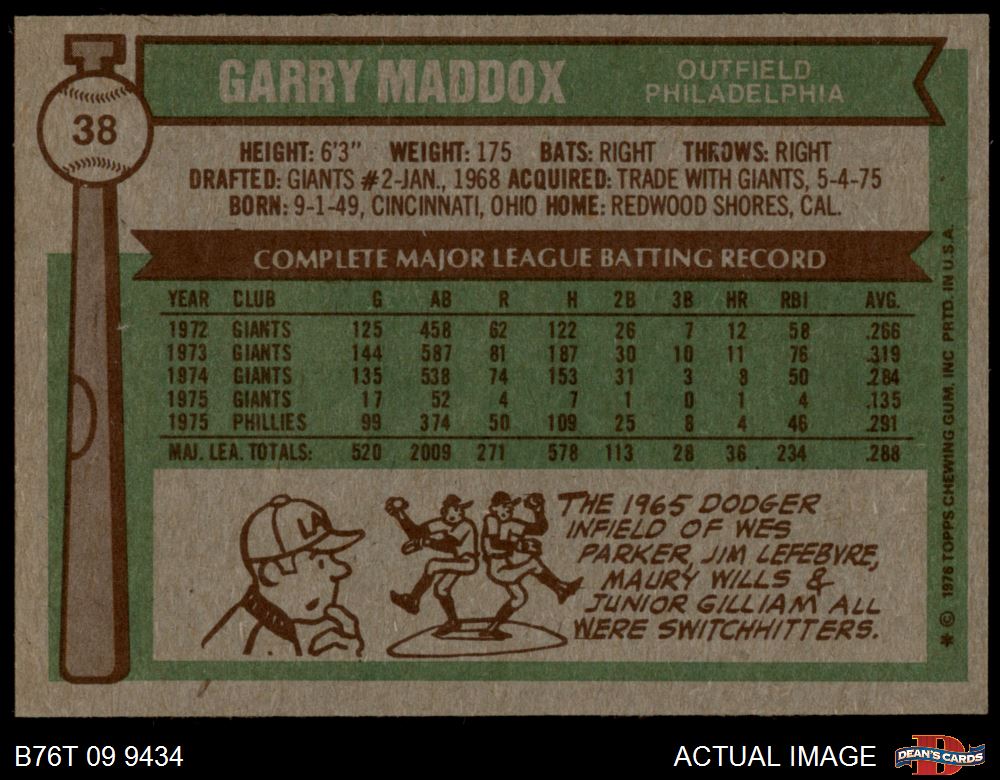 38
GARRY MADDOX
OUTFIELD
PHILADELPHIA
HEIGHT: 6'3" WEIGHT: 175 BATS: RIGHT THROWS: RIGHT
DRAFTED: GIANTS #2-JAN., 1968 ACQUIRED: TRADE WITH GIANTS, 5-4-75
BORN: 9-1-49, CINCINNATI, OHIO HOME: REDWOOD SHORES, CAL.
COMPLETE MAJOR LEAGUE BATTING RECORD
YEAR CLUB G AB R H 2B 3B HR RBI AVG.
1972 GIANTS 125 458 62 122 26 7 12 58 .266
1973 GIANTS 144 587 81 187 30 10 11 76 .319
1974 GIANTS 135 538 74 153 31 3 8 50 .284
1975 GIANTS 17 52 4 7 1 0 1 4 .135
1975 PHILLIES 99 374 50 109 25 8 4 46 .291
MAJ. LEA. TOTALS: 520 2009 271 578 113 28 36 234 .288
LA
THE 1965 DODGER
INFIELD OF WES
PARKER, JIM LEFEBVRE,
MAURY WILLS &
JUNIOR GILLIAM ALL
WERE SWITCHHITTERS.
* © 1976 TOPPS CHEWING GUM, INC PRTD. IN U.S.A.
B76T 09 9434
ACTUAL IMAGE
DEAN'S CARDS